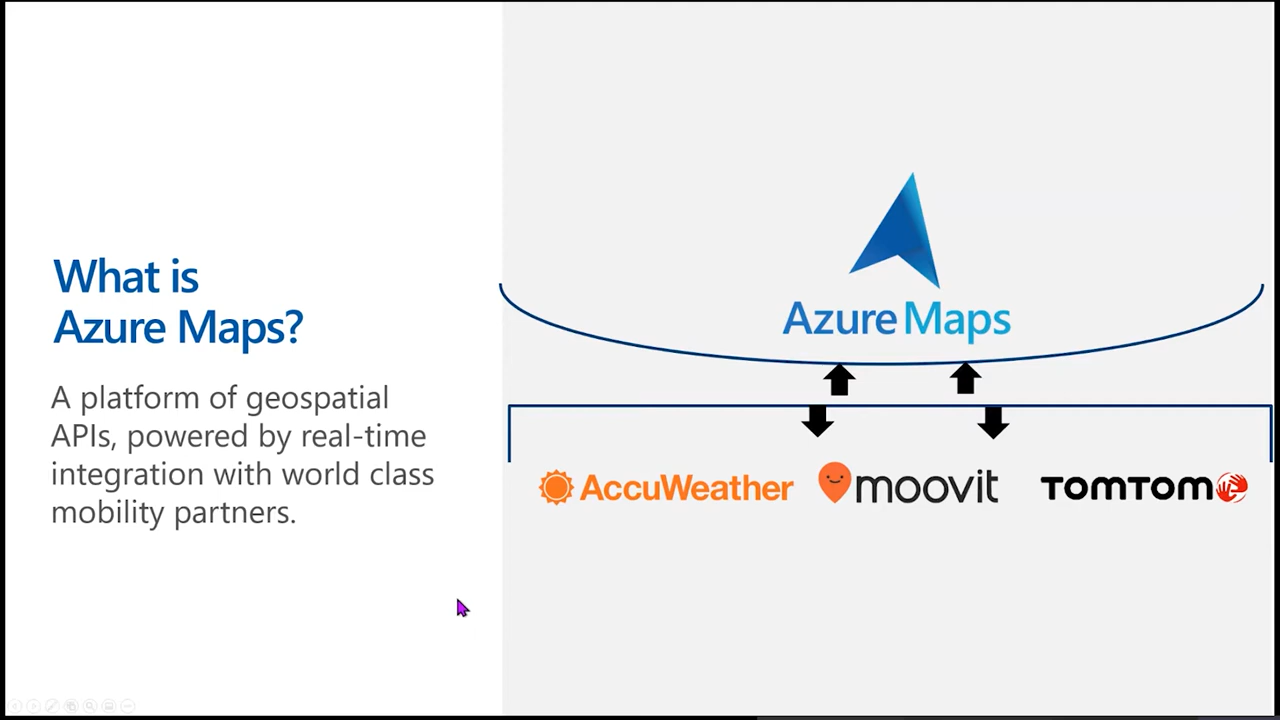 What is
Azure Maps?
A platform of geospatial
APIs, powered by real-time
integration with world class
mobility partners.
Azure Maps
AccuWeather
moovit
TOMTOM